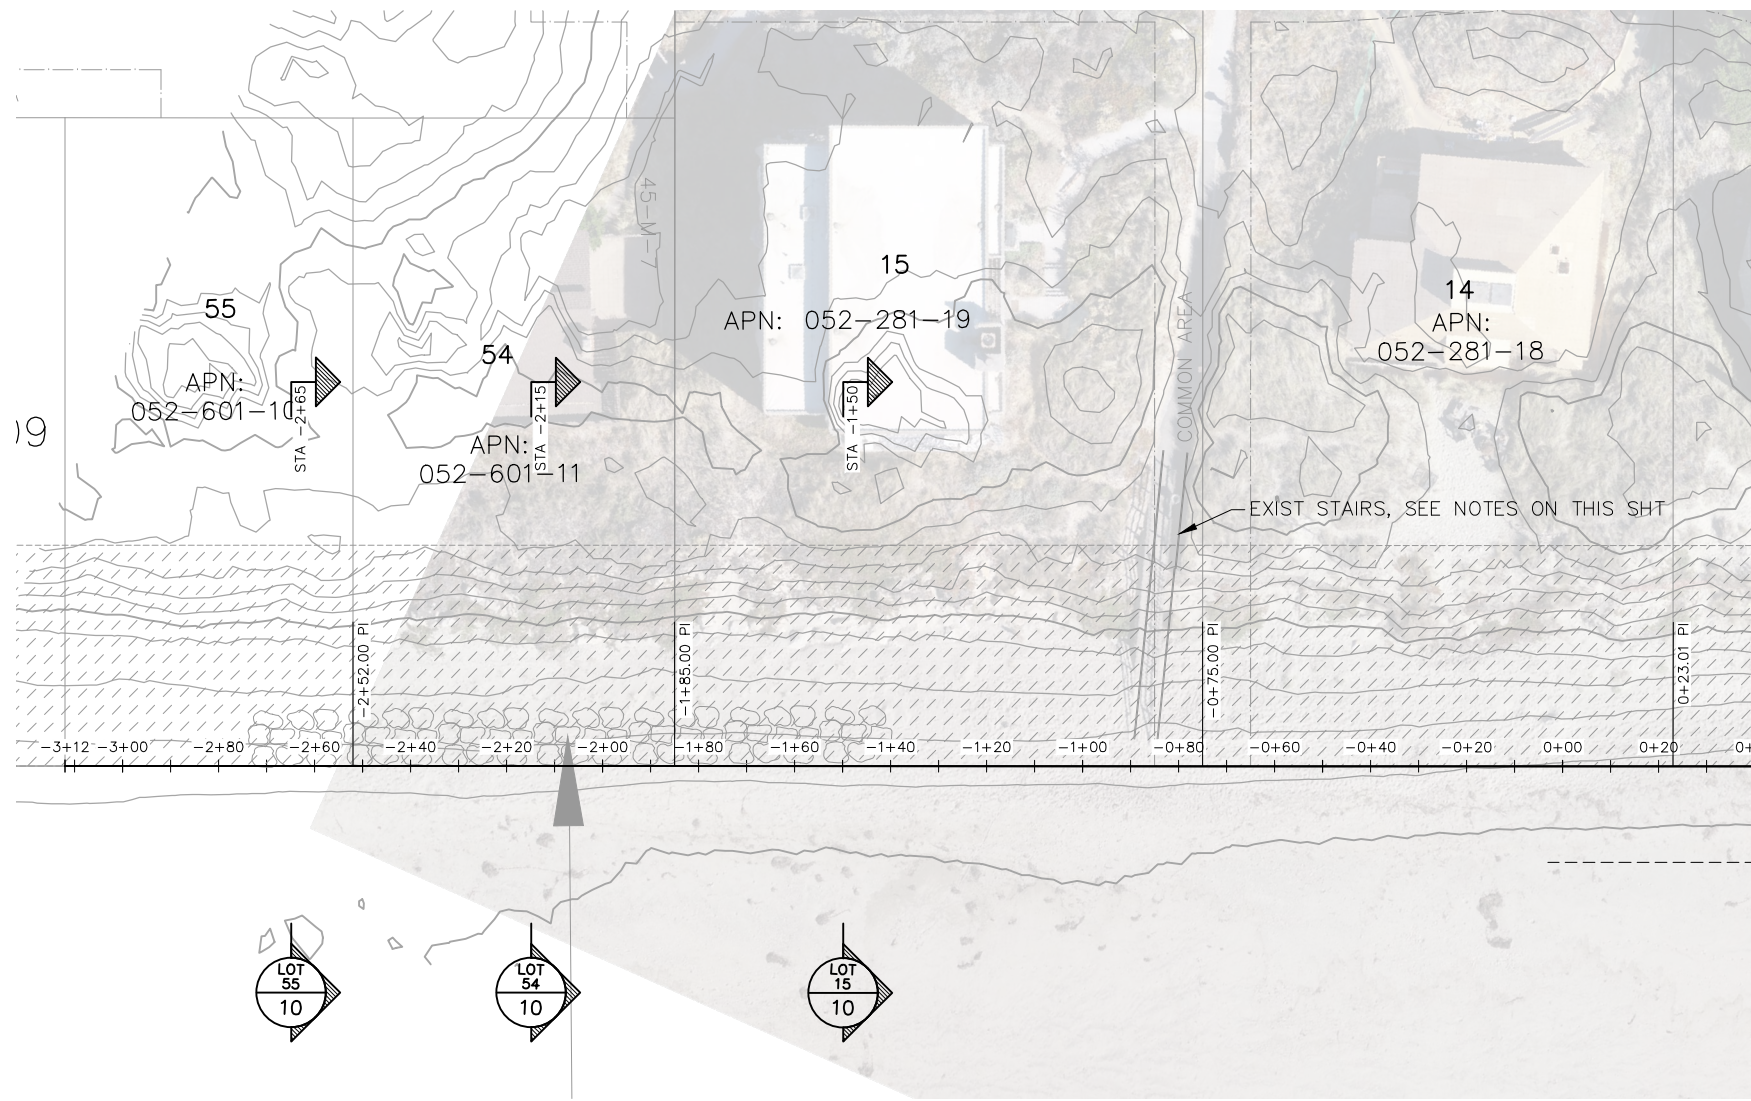 45-M-7
15
APN: 052-281-19
14
APN:
052-281-18
COMMON AREA
55
APN:
052-601-10
54
APN:
052-601-11
09
STA -2+65
STA -2+15
STA -1+50
EXIST STAIRS, SEE NOTES ON THIS SHT
-2+52.00 PI
-1+85.00 PI
-0+75.00 PI
0+23.01 PI
-3+12 -3+00 -2+80 -2+60 -2+40 -2+20 -2+00 -1+80 -1+60 -1+40 -1+20 -1+00 -0+80 -0+60 -0+40 -0+20 0+00 0+20
LOT
55
10
LOT
54
10
LOT
15
10